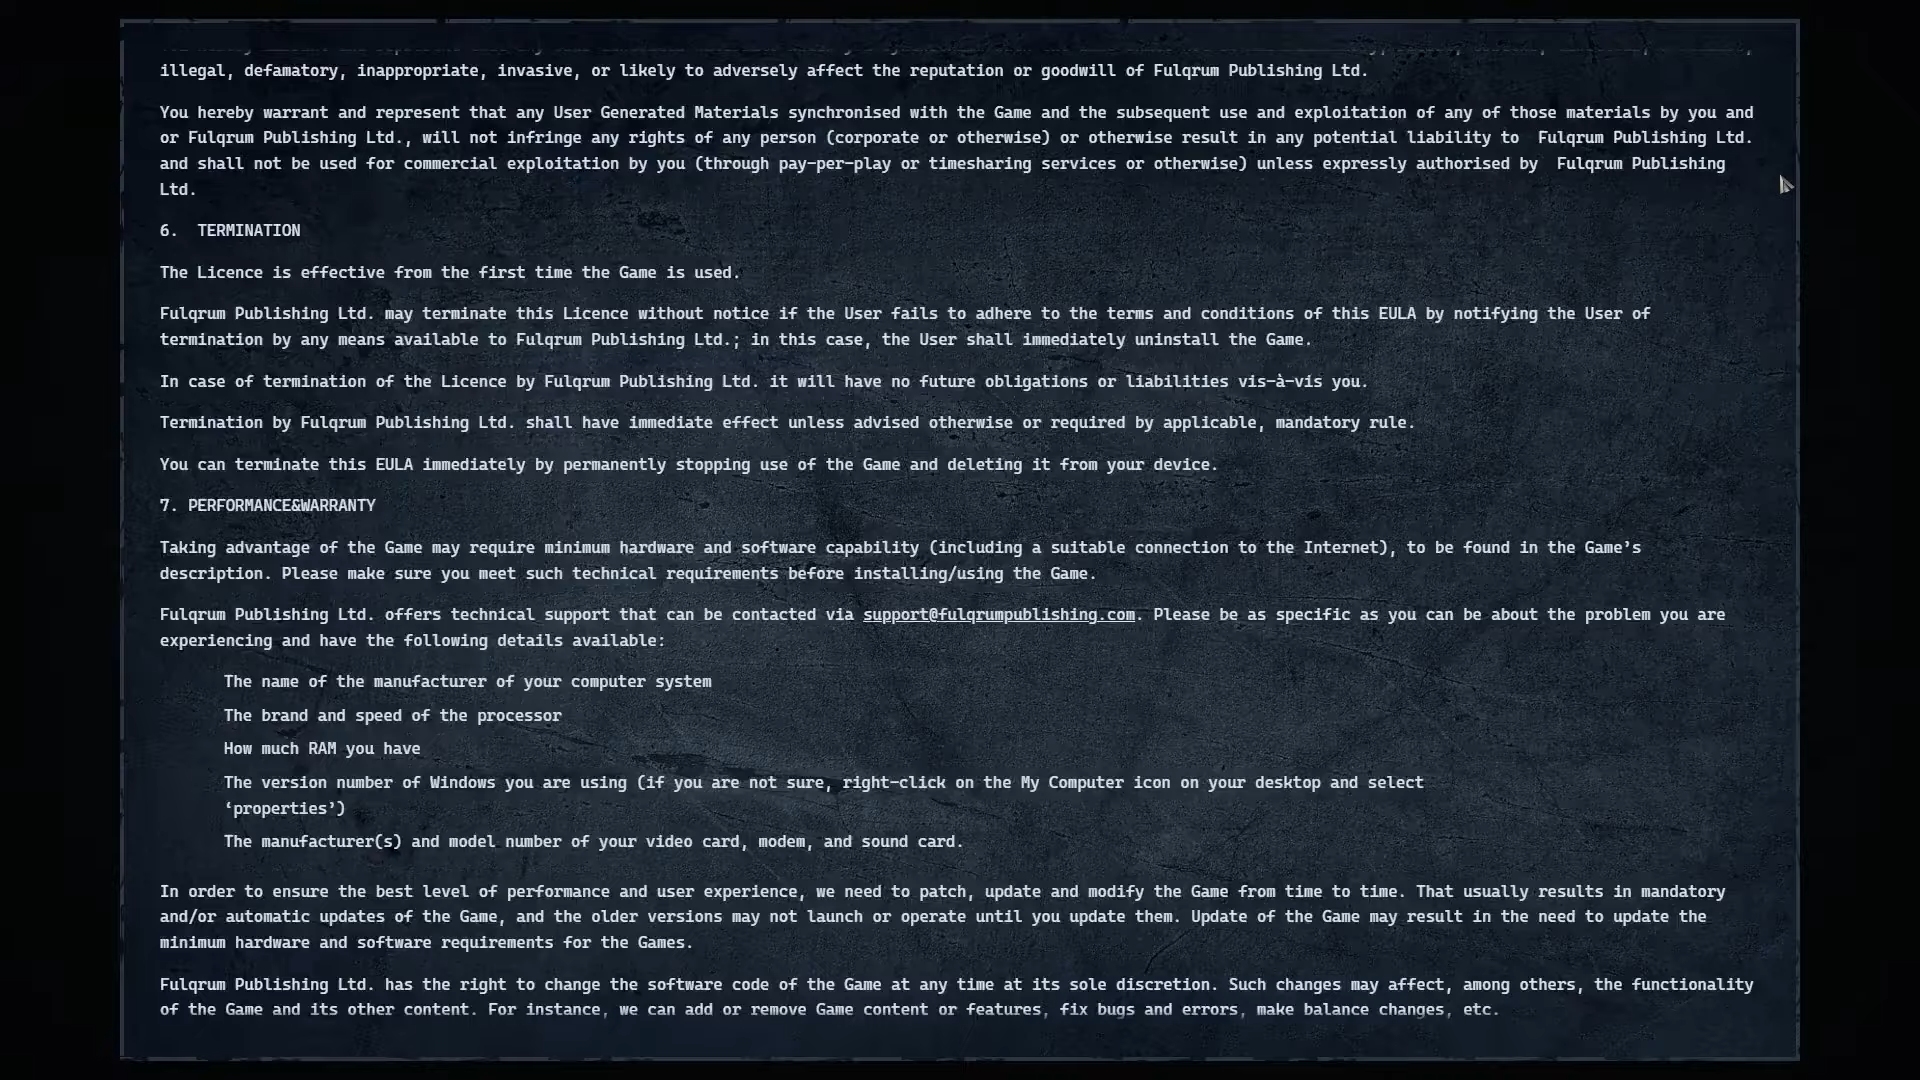 illegal, defamatory, inappropriate, invasive, or likely to adversely affect the reputation or goodwill of Fulqrum Publishing Ltd.
You hereby warrant and represent that any User Generated Materials synchronised with the Game and the subsequent use and exploitation of any of those materials by you and
or Fulqrum Publishing Ltd., will not infringe any rights of any person (corporate or otherwise) or otherwise result in any potential liability to  Fulqrum Publishing Ltd.
and shall not be used for commercial exploitation by you (through pay-per-play or timesharing services or otherwise) unless expressly authorised by  Fulqrum Publishing
Ltd.
6.  TERMINATION
The Licence is effective from the first time the Game is used.
Fulqrum Publishing Ltd. may terminate this Licence without notice if the User fails to adhere to the terms and conditions of this EULA by notifying the User of
termination by any means available to Fulqrum Publishing Ltd.; in this case, the User shall immediately uninstall the Game.
In case of termination of the Licence by Fulqrum Publishing Ltd. it will have no future obligations or liabilities vis-à-vis you.
Termination by Fulqrum Publishing Ltd. shall have immediate effect unless advised otherwise or required by applicable, mandatory rule.
You can terminate this EULA immediately by permanently stopping use of the Game and deleting it from your device.
7. PERFORMANCE&WARRANTY
Taking advantage of the Game may require minimum hardware and software capability (including a suitable connection to the Internet), to be found in the Game’s
description. Please make sure you meet such technical requirements before installing/using the Game.
Fulqrum Publishing Ltd. offers technical support that can be contacted via support@fulqrumpublishing.com. Please be as specific as you can be about the problem you are
experiencing and have the following details available:
The name of the manufacturer of your computer system
The brand and speed of the processor
How much RAM you have
The version number of Windows you are using (if you are not sure, right-click on the My Computer icon on your desktop and select
‘properties’)
The manufacturer(s) and model number of your video card, modem, and sound card.
In order to ensure the best level of performance and user experience, we need to patch, update and modify the Game from time to time. That usually results in mandatory
and/or automatic updates of the Game, and the older versions may not launch or operate until you update them. Update of the Game may result in the need to update the
minimum hardware and software requirements for the Games.
Fulqrum Publishing Ltd. has the right to change the software code of the Game at any time at its sole discretion. Such changes may affect, among others, the functionality
of the Game and its other content. For instance, we can add or remove Game content or features, fix bugs and errors, make balance changes, etc.